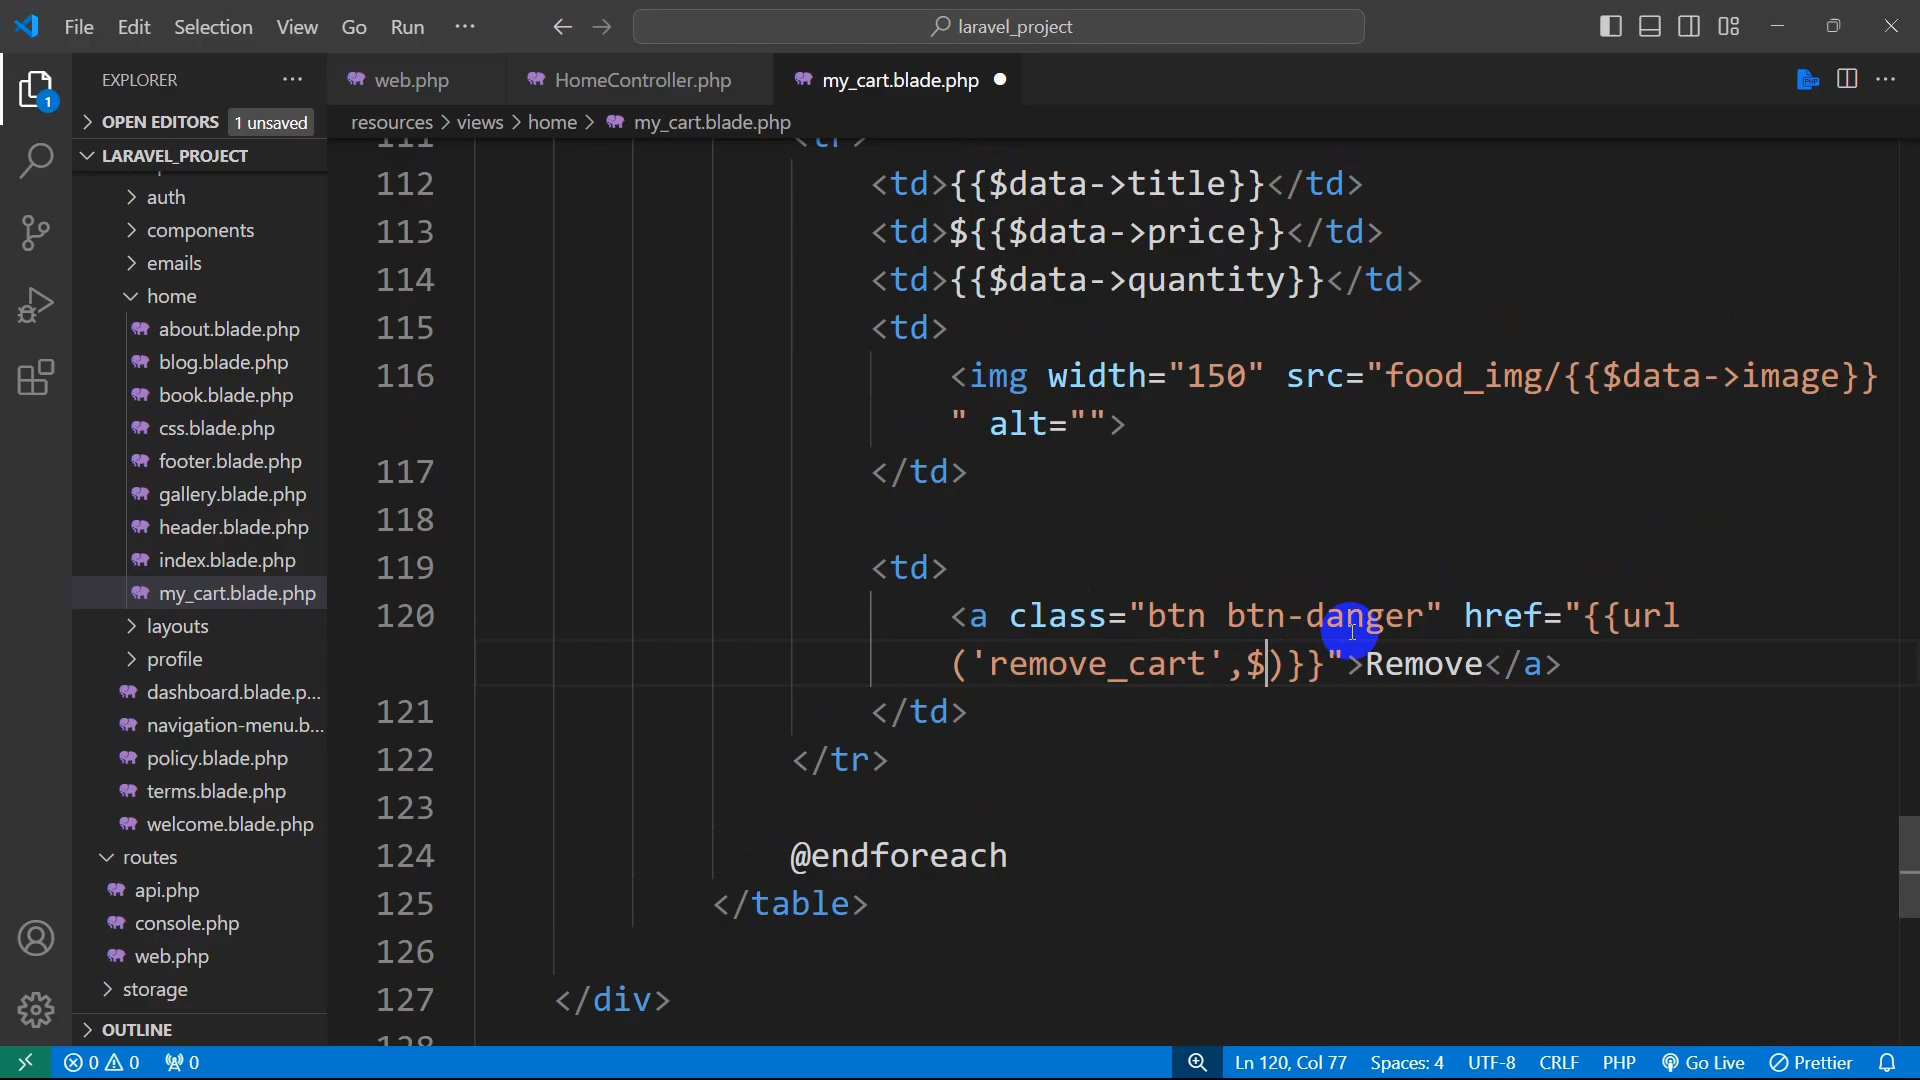 File Edit Selection View Go Run ··· laravel_project
EXPLORER ···
web.php HomeController.php my_cart.blade.php
OPEN EDITORS 1 unsaved
resources > views > home > my_cart.blade.php
LARAVEL_PROJECT
auth
components
emails
home
about.blade.php
blog.blade.php
book.blade.php
css.blade.php
footer.blade.php
gallery.blade.php
header.blade.php
index.blade.php
my_cart.blade.php
layouts
profile
dashboard.blade.p...
navigation-menu.b...
policy.blade.php
terms.blade.php
welcome.blade.php
routes
api.php
console.php
web.php
storage
OUTLINE
1
111 <tr>
112 <td>{{$data->title}}</td>
113 <td>${{$data->price}}</td>
114 <td>{{$data->quantity}}</td>
115 <td>
116 <img width="150" src="food_img/{{$data->image}}
" alt="">
117 </td>
118
119 <td>
120 <a class="btn btn-danger" href="{{url
('remove_cart',$)}}">Remove</a>
121 </td>
122 </tr>
123
124 @endforeach
125 </table>
126
127 </div>
128
0 0 0 Ln 120, Col 77 Spaces: 4 UTF-8 CRLF PHP Go Live Prettier